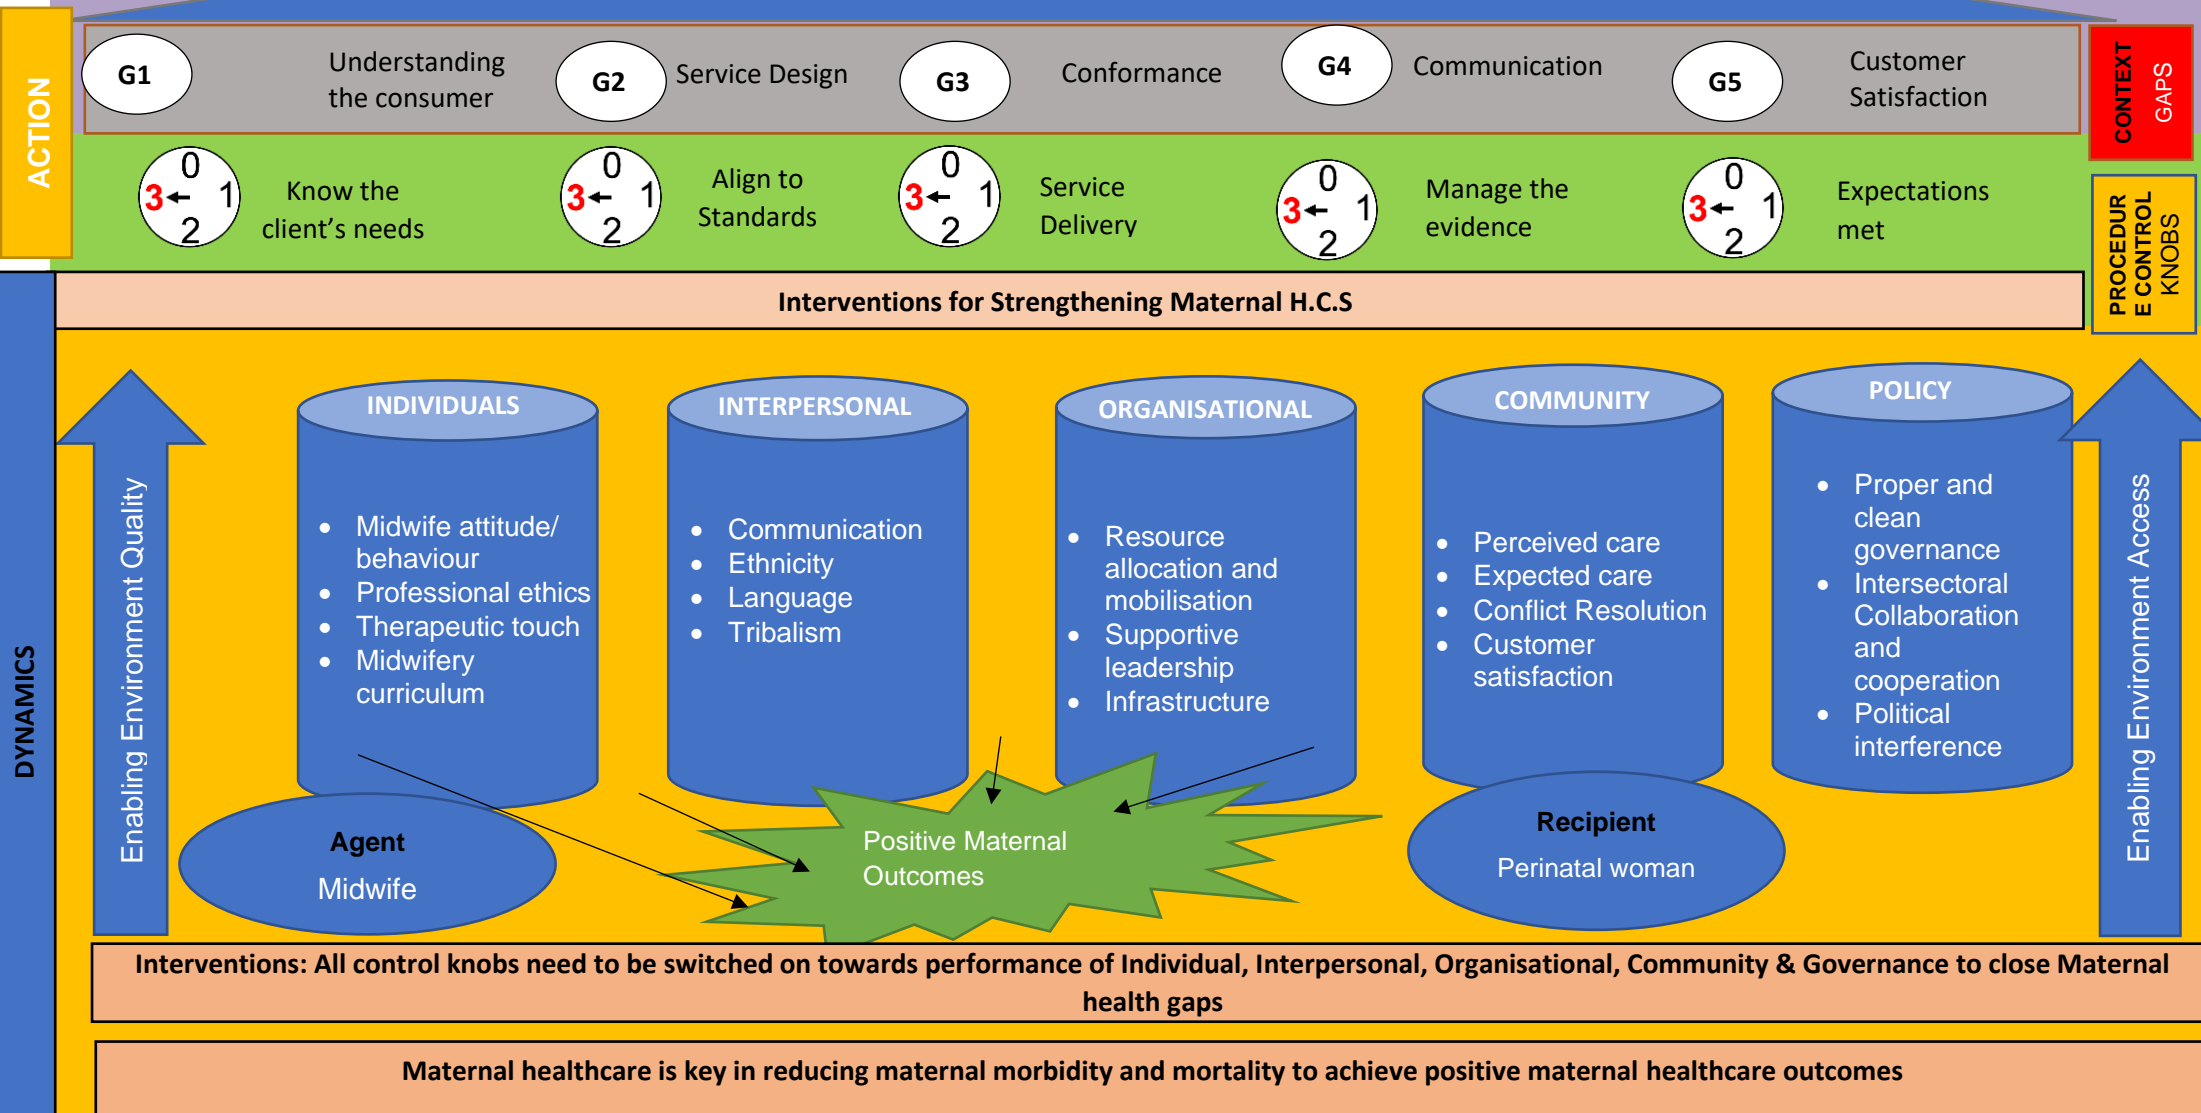 ACTION
G1
Understanding
the consumer
G2
Service Design
G3
Conformance
G4
Communication
G5
Customer
Satisfaction
CONTEXT
GAPS
0
3
1
2
Know the
client’s needs
0
3
1
2
Align to
Standards
0
3
1
2
Service
Delivery
0
3
1
2
Manage the
evidence
0
3
1
2
Expectations
met
PROCEDUR
E CONTROL
KNOBS
Interventions for Strengthening Maternal H.C.S
DYNAMICS
Enabling Environment Quality
INDIVIDUALS
• Midwife attitude/
behaviour
• Professional ethics
• Therapeutic touch
• Midwifery
curriculum
INTERPERSONAL
• Communication
• Ethnicity
• Language
• Tribalism
ORGANISATIONAL
• Resource
allocation and
mobilisation
• Supportive
leadership
• Infrastructure
COMMUNITY
• Perceived care
• Expected care
• Conflict Resolution
• Customer
satisfaction
POLICY
• Proper and
clean
governance
• Intersectoral
Collaboration
and
cooperation
• Political
interference
Enabling Environment Access
Agent
Midwife
Positive Maternal
Outcomes
Recipient
Perinatal woman
Interventions: All control knobs need to be switched on towards performance of Individual, Interpersonal, Organisational, Community & Governance to close Maternal
health gaps
Maternal healthcare is key in reducing maternal morbidity and mortality to achieve positive maternal healthcare outcomes